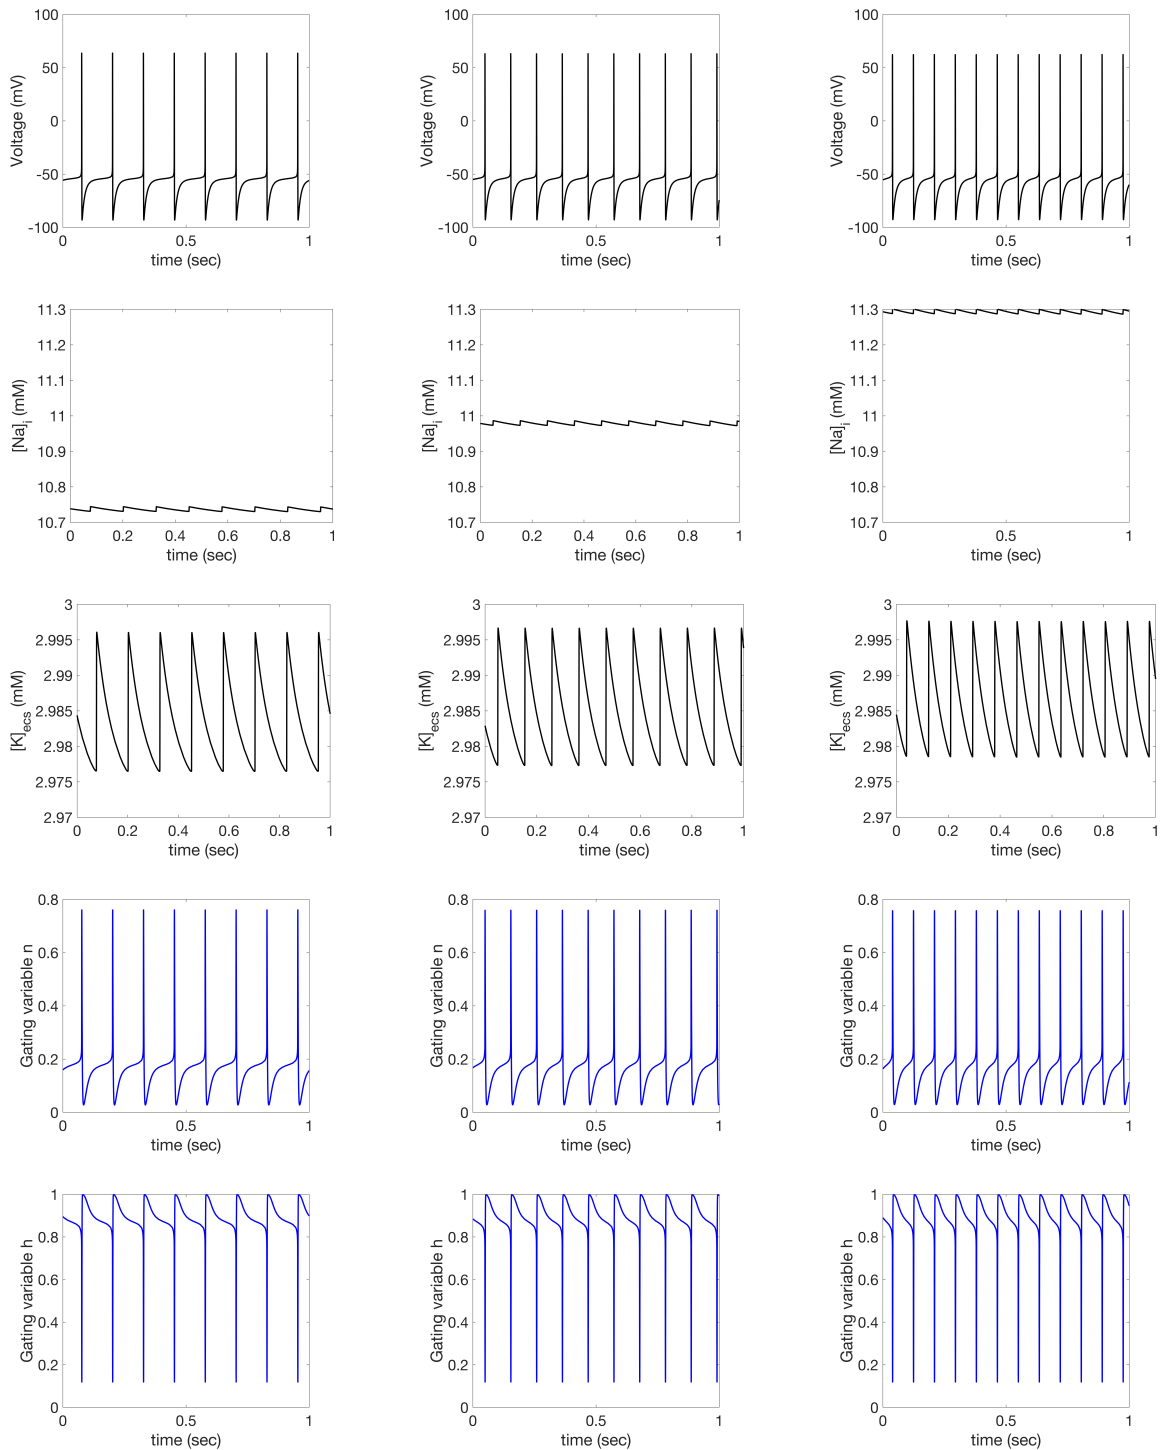 100
50
0
-50
-100
Voltage (mV)
0 0.5 1
time (sec)
100
50
0
-50
-100
Voltage (mV)
0 0.5 1
time (sec)
100
50
0
-50
-100
Voltage (mV)
0 0.5 1
time (sec)
11.3
11.2
11.1
11
10.9
10.8
10.7
[Na]i (mM)
0 0.2 0.4 0.6 0.8 1
time (sec)
11.3
11.2
11.1
11
10.9
10.8
10.7
[Na]i (mM)
0 0.2 0.4 0.6 0.8 1
time (sec)
11.3
11.2
11.1
11
10.9
10.8
10.7
[Na]i (mM)
0.5 1
time (sec)
3
2.995
2.99
2.985
2.98
2.975
2.97
[K]ecs (mM)
0 0.2 0.4 0.6 0.8 1
time (sec)
3
2.995
2.99
2.985
2.98
2.975
2.97
[K]ecs (mM)
0 0.2 0.4 0.6 0.8 1
time (sec)
3
2.995
2.99
2.985
2.98
2.975
2.97
[K]ecs (mM)
0 0.2 0.4 0.6 0.8 1
time (sec)
0.8
0.6
0.4
0.2
0
Gating variable n
0 0.5 1
time (sec)
0.8
0.6
0.4
0.2
0
Gating variable n
0 0.5 1
time (sec)
0.8
0.6
0.4
0.2
0
Gating variable n
0 0.5 1
time (sec)
1
0.8
0.6
0.4
0.2
0
Gating variable h
0 0.5 1
time (sec)
1
0.8
0.6
0.4
0.2
0
Gating variable h
0 0.5 1
time (sec)
1
0.8
0.6
0.4
0.2
0
Gating variable h
0 0.5 1
time (sec)